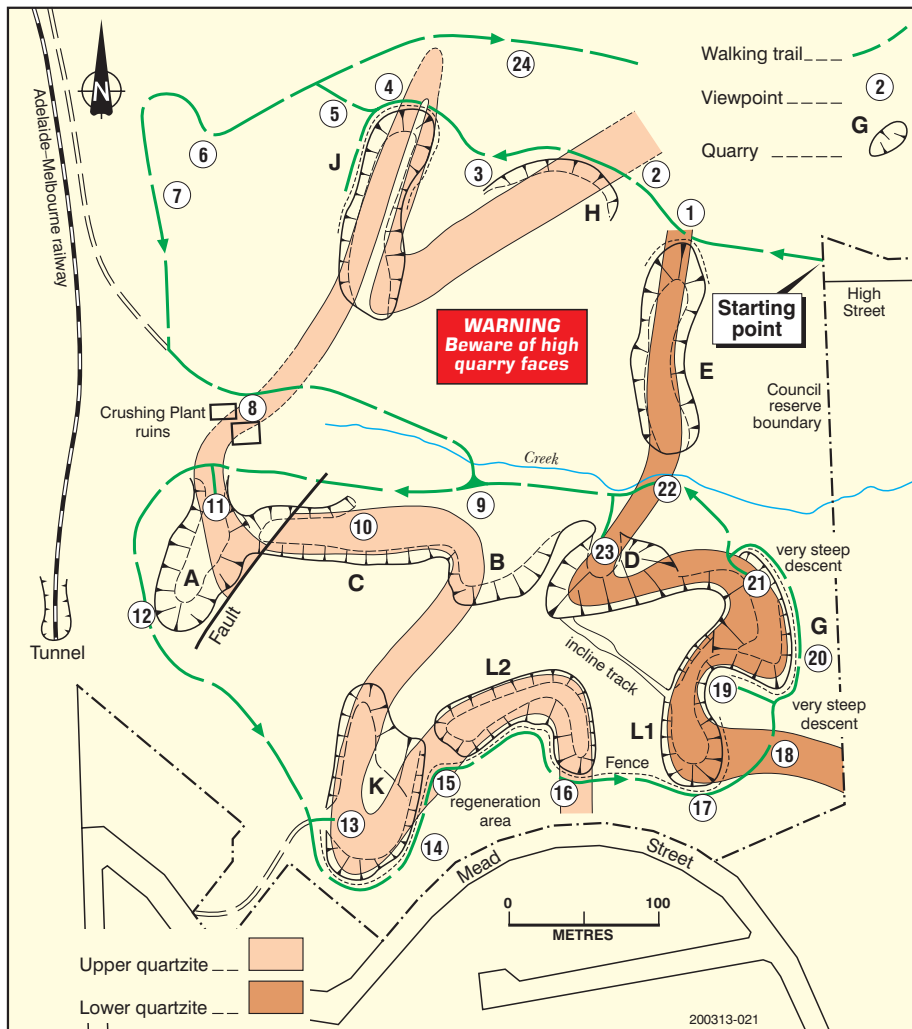 N
Adelaide–Melbourne railway
Walking trail
Viewpoint
2
G
Quarry
24
4
5
6
7
J
3
2
H
1
Starting
point
High
Street
WARNING
Beware of high
quarry faces
E
Council
reserve
boundary
Crushing Plant
ruins
8
Creek
11
10
9
22
A
C
B
23
D
very steep
descent
21
12
Fault
G
20
Tunnel
incline track
L2
19
very steep
descent
L1
18
K
15
16
Fence
17
regeneration
area
13
14
Mead
Street
0
100
METRES
Upper quartzite
Lower quartzite
200313-021